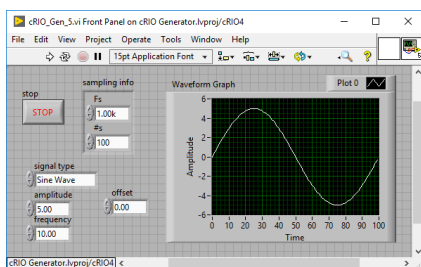 cRIO_Gen_5.vi Front Panel on cRIO Generator.lvproj/cRIO4
File Edit View Project Operate Tools Window Help
15pt Application Font
stop
STOP
sampling info
Fs
1.00k
#s
100
signal type
Sine Wave
amplitude
5.00
offset
0.00
frequency
10.00
Waveform Graph
Plot 0
Amplitude
6
4
2
0
-2
-4
-6
0 10 20 30 40 50 60 70 80 90 100
Time
cRIO Generator.lvproj/cRIO4